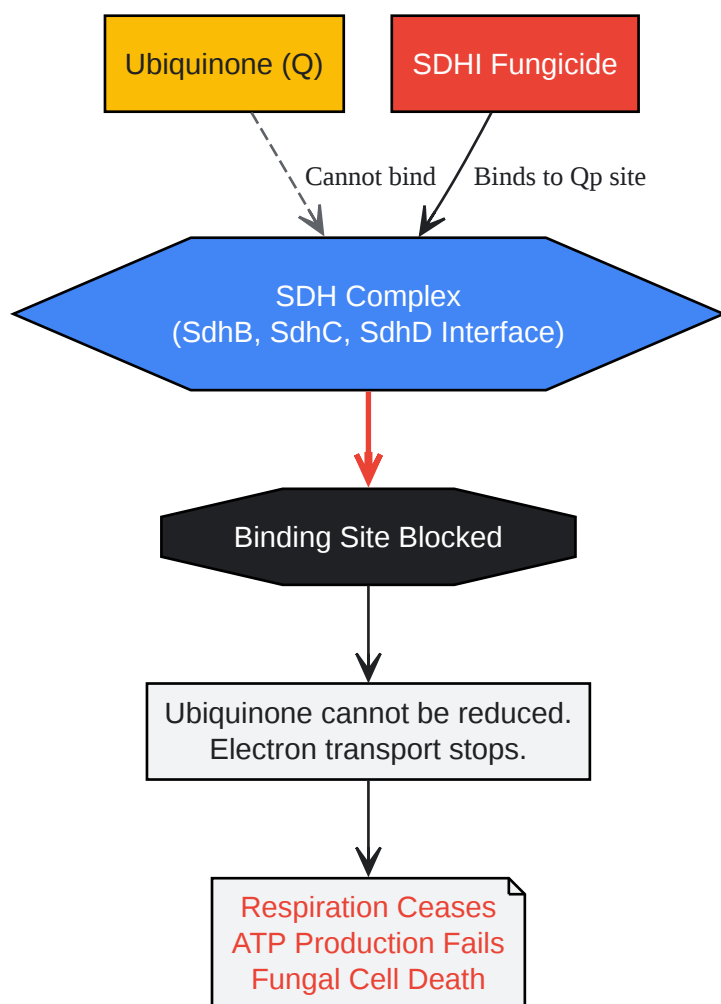 Ubiquinone (Q)
SDHI Fungicide
Cannot bind
Binds to Qp site
SDH Complex
(SdhB, SdhC, SdhD Interface)
Binding Site Blocked
Ubiquinone cannot be reduced.
Electron transport stops.
Respiration Ceases
ATP Production Fails
Fungal Cell Death